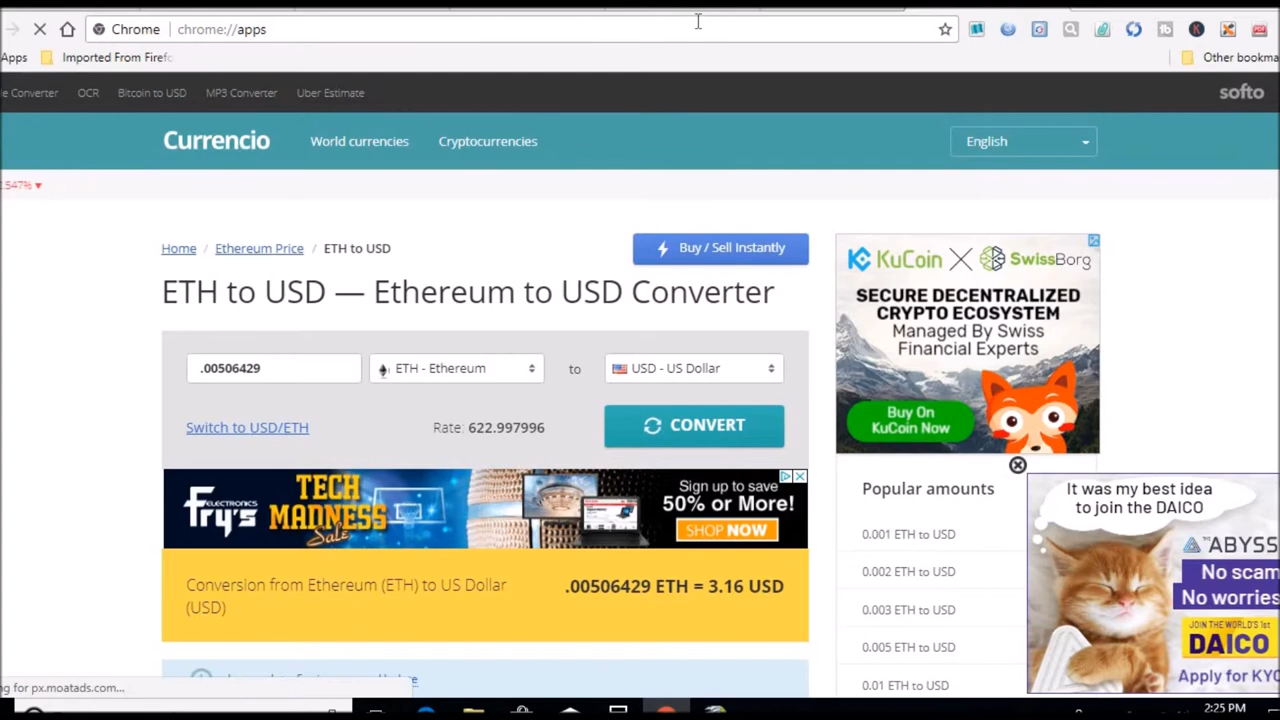 Chrome chrome://apps
Apps Imported From Firefo
Other bookma
le Converter OCR Bitcoin to USD MP3 Converter Uber Estimate softo
Currencio World currencies Cryptocurrencies English
.547% ▼
Home / Ethereum Price / ETH to USD
Buy / Sell Instantly
ETH to USD — Ethereum to USD Converter
.00506429 ETH - Ethereum to USD - US Dollar
Switch to USD/ETH Rate: 622.997996 CONVERT
Fry's ELECTRONICS
TECH
MADNESS
Sale
Sign up to save
50% or More!
SHOP NOW
Conversion from Ethereum (ETH) to US Dollar
(USD)
.00506429 ETH = 3.16 USD
KUCOIN X SWISSBORG
SECURE DECENTRALIZED
CRYPTO ECOSYSTEM
Managed By Swiss
Financial Experts
Buy On
KuCoin Now
Popular amounts
0.001 ETH to USD
0.002 ETH to USD
0.003 ETH to USD
0.005 ETH to USD
0.01 ETH to USD
It was my best idea
to join the DAICO
THE ABYSS
No scam
No worries
JOIN THE WORLD'S 1st
DAICO
Apply for KYC
ng for px.moatads.com...
2:25 PM